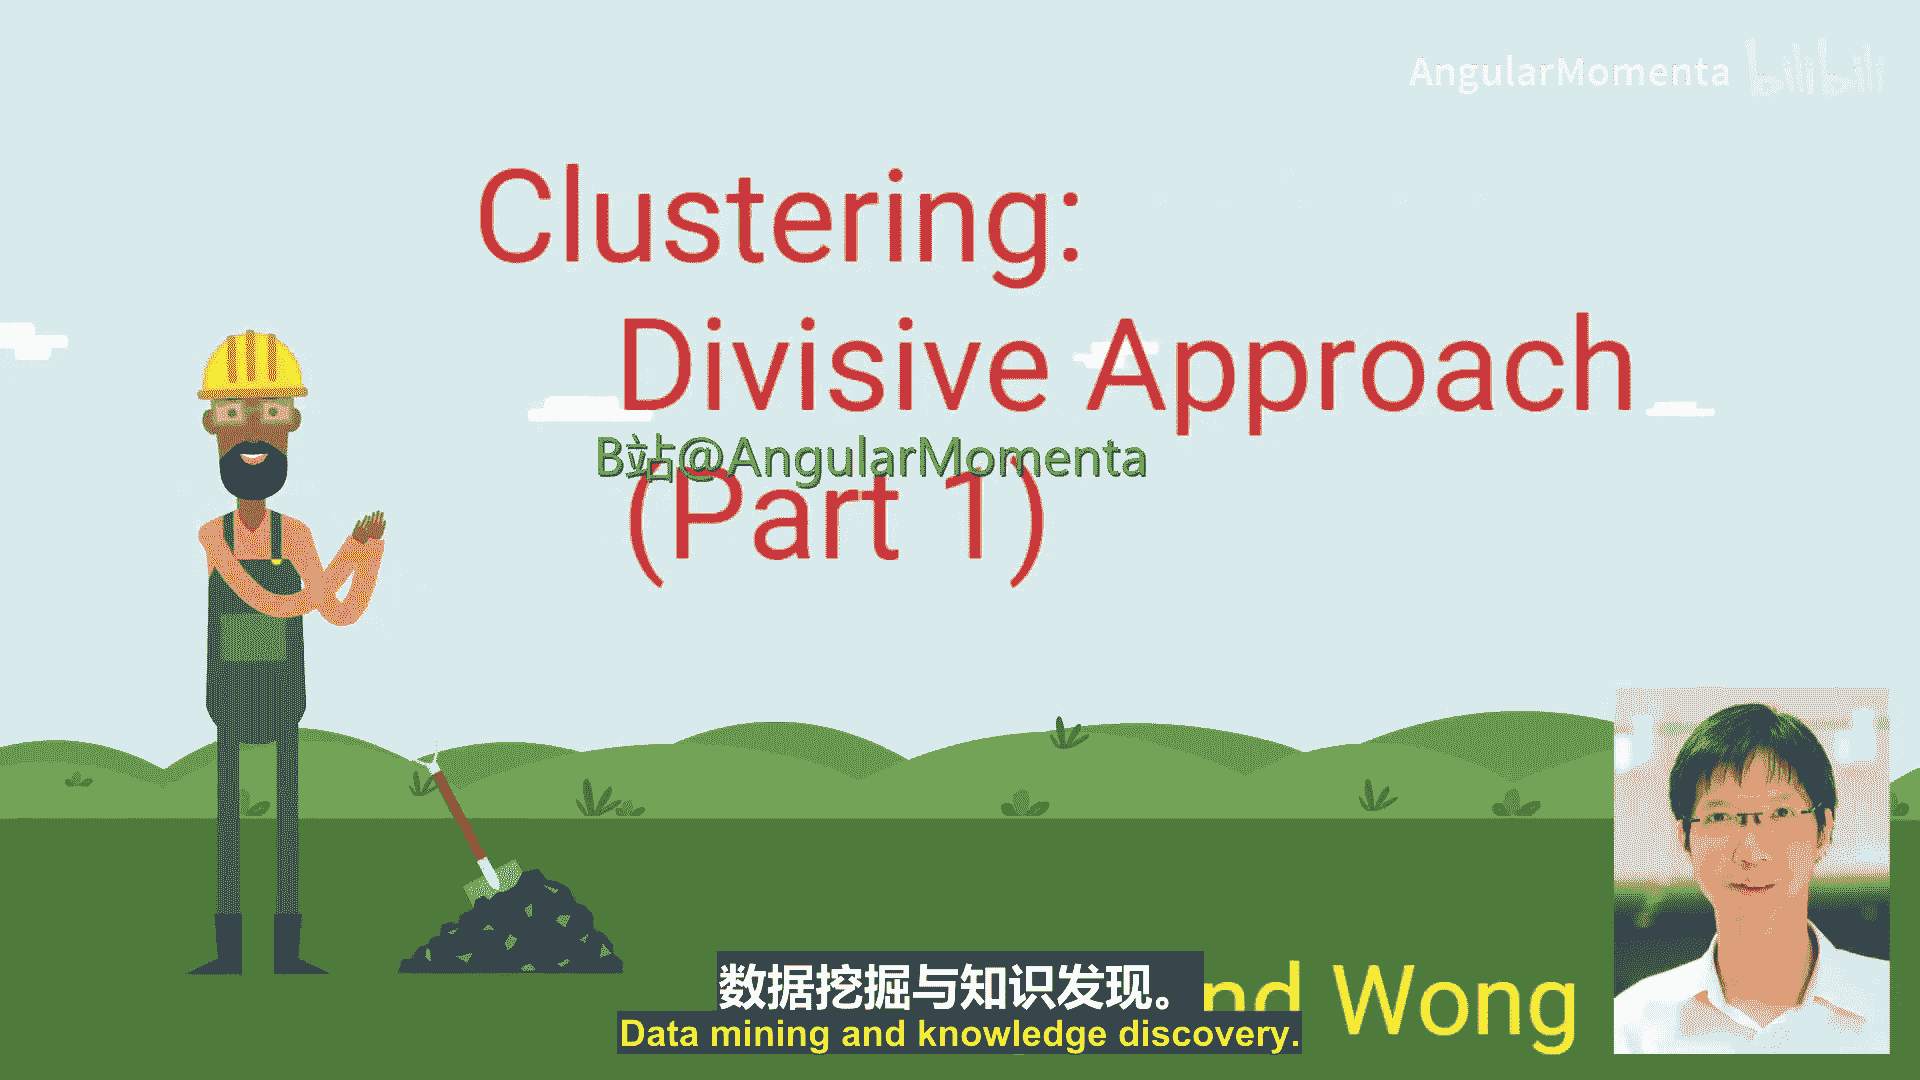 AngularMomenta bilibili
Clustering:
Divisive Approach
B站@AngularMomenta
(Part 1)
数据挖掘与知识发现。
Wong
Data mining and knowledge discovery.